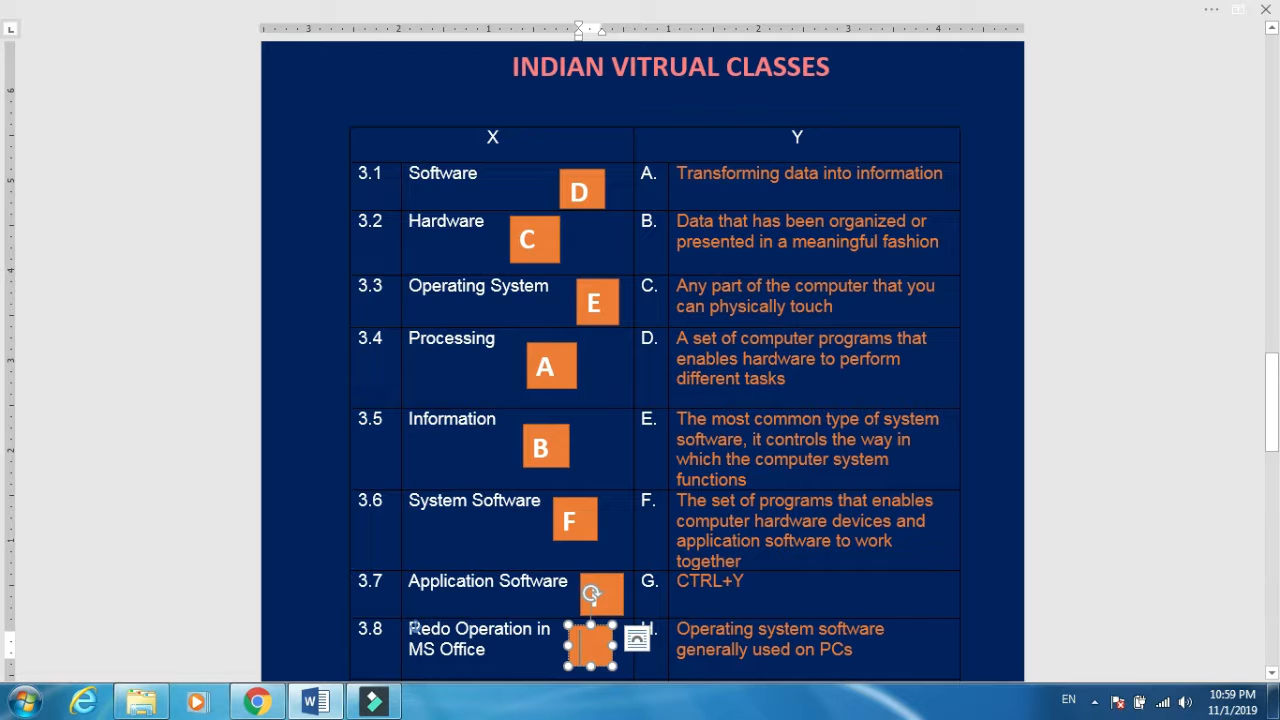 INDIAN VITRUAL CLASSES
X Y
3.1 Software D A. Transforming data into information
3.2 Hardware C B. Data that has been organized or
presented in a meaningful fashion
3.3 Operating System E C. Any part of the computer that you
can physically touch
3.4 Processing A D. A set of computer programs that
enables hardware to perform
different tasks
3.5 Information B E. The most common type of system
software, it controls the way in
which the computer system
functions
3.6 System Software F F. The set of programs that enables
computer hardware devices and
application software to work
together
3.7 Application Software G. CTRL+Y
3.8 Redo Operation in H. Operating system software
MS Office generally used on PCs
EN 10:59 PM
11/1/2019